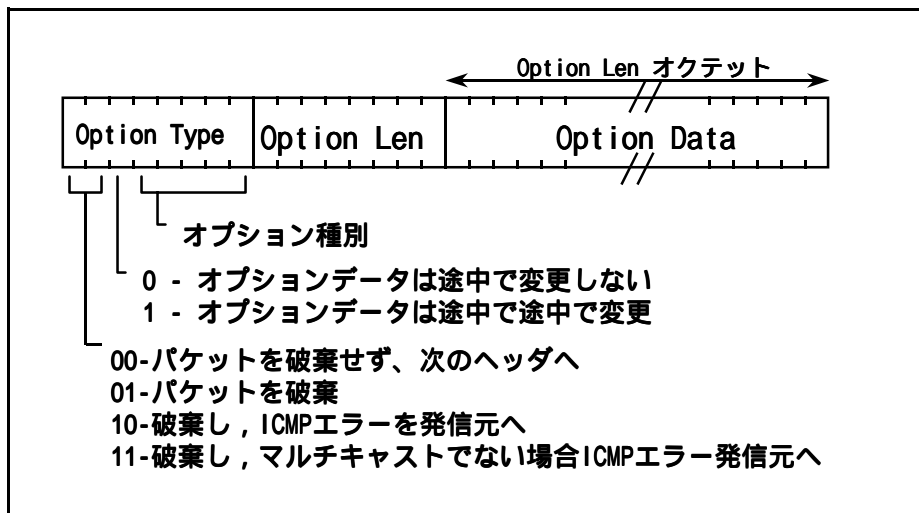 Option Len オクテット
Option Type Option Len Option Data
オプション種別
0 - オプションデータは途中で変更しない
1 - オプションデータは途中で途中で変更
00-パケットを破棄せず、次のヘッダへ
01-パケットを破棄
10-破棄し,ICMPエラーを発信元へ
11-破棄し,マルチキャストでない場合ICMPエラー発信元へ